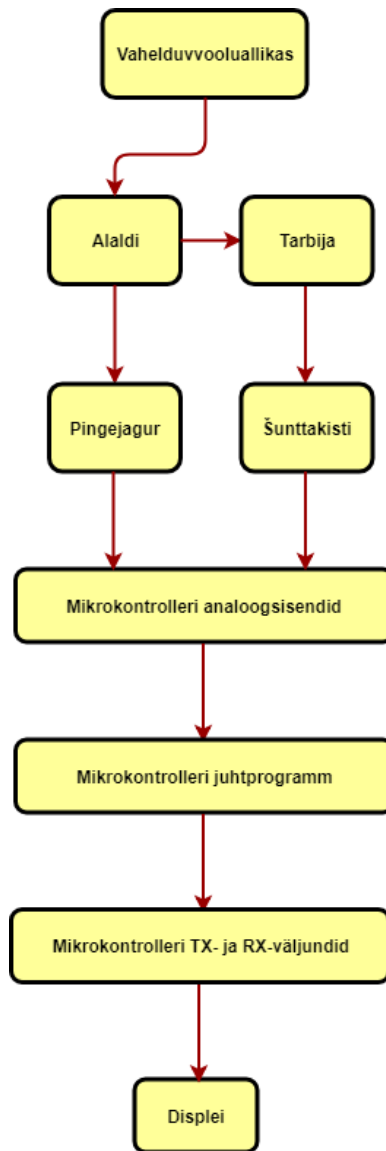 Vahelduvvooluallikas
Alaldi
Tarbija
Pingejagur
Šunttakisti
Mikrokontrolleri analoogsisendid
Mikrokontrolleri juhtprogramm
Mikrokontrolleri TX- ja RX-väljundid
Displei